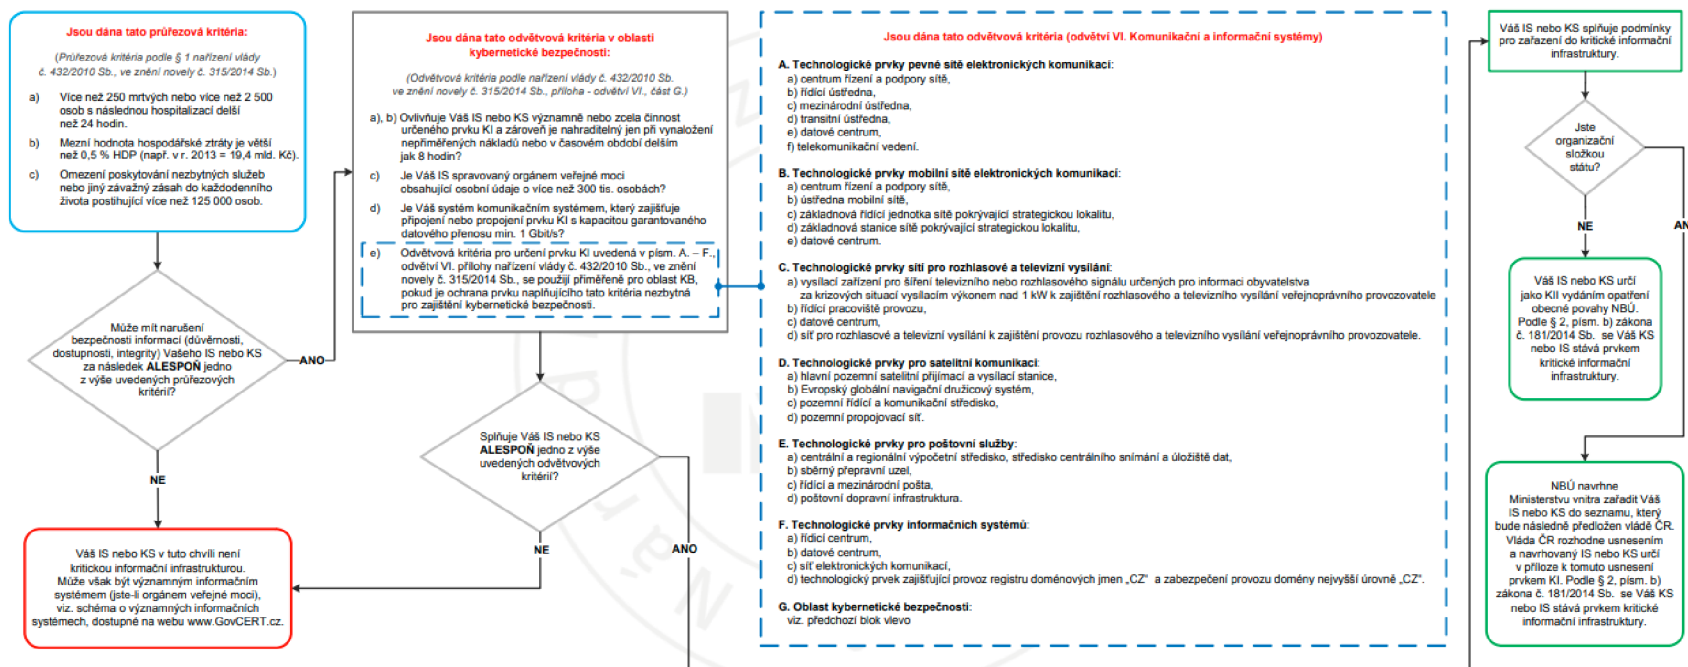 Jsou dána tato průřezová kritéria:
(Průřezová kritéria podle § 1 nařízení vlády
č. 432/2010 Sb., ve znění novely č. 315/2014 Sb.)
a) Více než 250 mrtvých nebo více než 2 500
osob s následnou hospitalizací delší
než 24 hodin.
b) Mezní hodnota hospodářské ztráty je větší
než 0,5 % HDP (např. v r. 2013 = 19,4 mld. Kč).
c) Omezení poskytování nezbytných služeb
nebo jiný závažný zásah do každodenního
života postihující více než 125 000 osob.
Může mít narušení
bezpečnosti informací (důvěrnosti,
dostupnosti, integrity) Vašeho IS nebo KS
za následek ALESPOŇ jedno
z výše uvedených průřezových
kritérií?
ANO
NE
Váš IS nebo KS v tuto chvíli není
kritickou informační infrastrukturou.
Může však být významným informačním
systémem (jste-li orgánem veřejné moci),
viz. schéma o významných informačních
systémech, dostupné na webu www.GovCERT.cz.
Jsou dána tato odvětvová kritéria v oblasti
kybernetické bezpečnosti:
(Odvětvová kritéria podle nařízení vlády č. 432/2010 Sb.
ve znění novely č. 315/2014 Sb., příloha - odvětví VI., část G.)
a), b) Ovlivňuje Váš IS nebo KS významně nebo zcela činnost
určeného prvku KI a zároveň je nahraditelný jen při vynaložení
nepřiměřených nákladů nebo v časovém období delším
jak 8 hodin?
c) Je Váš IS spravovaný orgánem veřejné moci
obsahující osobní údaje o více než 300 tis. osobách?
d) Je Váš systém komunikačním systémem, který zajišťuje
připojení nebo propojení prvku KI s kapacitou garantovaného
datového přenosu min. 1 Gbit/s?
e) Odvětvová kritéria pro určení prvku KI uvedená v písm. A. – F.,
odvětví VI. přílohy nařízení vlády č. 432/2010 Sb., ve znění
novely č. 315/2014 Sb., se použijí přiměřeně pro oblast KB,
pokud je ochrana prvku naplňujícího tato kritéria nezbytná
pro zajištění kybernetické bezpečnosti.
Splňuje Váš IS nebo KS
ALESPOŇ jedno z výše
uvedených odvětvových
kritérií?
NE
ANO
Jsou dána tato odvětvová kritéria (odvětví VI. Komunikační a informační systémy)
A. Technologické prvky pevné sítě elektronických komunikací:
a) centrum řízení a podpory sítě,
b) řídící ústředna,
c) mezinárodní ústředna,
d) transitní ústředna,
e) datové centrum,
f) telekomunikační vedení.
B. Technologické prvky mobilní sítě elektronických komunikací:
a) centrum řízení a podpory sítě,
b) ústředna mobilní sítě,
c) základnová řídící jednotka sítě pokrývající strategickou lokalitu,
d) základnová stanice sítě pokrývající strategickou lokalitu,
e) datové centrum.
C. Technologické prvky sítí pro rozhlasové a televizní vysílání:
a) vysílací zařízení pro šíření televizního nebo rozhlasového signálu určených pro informaci obyvatelstva
za krizových situací vysílacím výkonem nad 1 kW k zajištění rozhlasového a televizního vysílání veřejnoprávního provozovatele
b) řídící pracoviště provozu,
c) datové centrum,
d) síť pro rozhlasové a televizní vysílání k zajištění provozu rozhlasového a televizního vysílání veřejnoprávního provozovatele.
D. Technologické prvky pro satelitní komunikaci:
a) hlavní pozemní satelitní přijímací a vysílací stanice,
b) Evropský globální navigační družicový systém,
c) pozemní řídící a komunikační středisko,
d) pozemní propojovací síť.
E. Technologické prvky pro poštovní služby:
a) centrální a regionální výpočetní středisko, středisko centrálního snímání a úložiště dat,
b) sběrný přepravní uzel,
c) řídící a mezinárodní pošta,
d) poštovní dopravní infrastruktura.
F. Technologické prvky informačních systémů:
a) řídící centrum,
b) datové centrum,
c) síť elektronických komunikací,
d) technologický prvek zajišťující provoz registru doménových jmen „CZ" a zabezpečení provozu domény nejvyšší úrovně „CZ".
G. Oblast kybernetické bezpečnosti:
viz. předchozí blok vlevo
Váš IS nebo KS splňuje podmínky
pro zařazení do kritické informační
infrastruktury.
Jste
organizační
složkou
státu?
NE
AN
Váš IS nebo KS určí
jako KII vydáním opatření
obecné povahy NBÚ.
Podle § 2, písm. b) zákona
č. 181/2014 Sb. se Váš KS
nebo IS stává prvkem
kritické informační
infrastruktury.
NBÚ navrhne
Ministerstvu vnitra zařadit Váš
IS nebo KS do seznamu, který
bude následně předložen vládě ČR.
Vláda ČR rozhodne usnesením
a navrhovaný IS nebo KS určí
v příloze k tomuto usnesení
prvkem KI. Podle § 2, písm. b)
zákona č. 181/2014 Sb. se Váš KS
nebo IS stává prvkem kritické
informační infrastruktury.